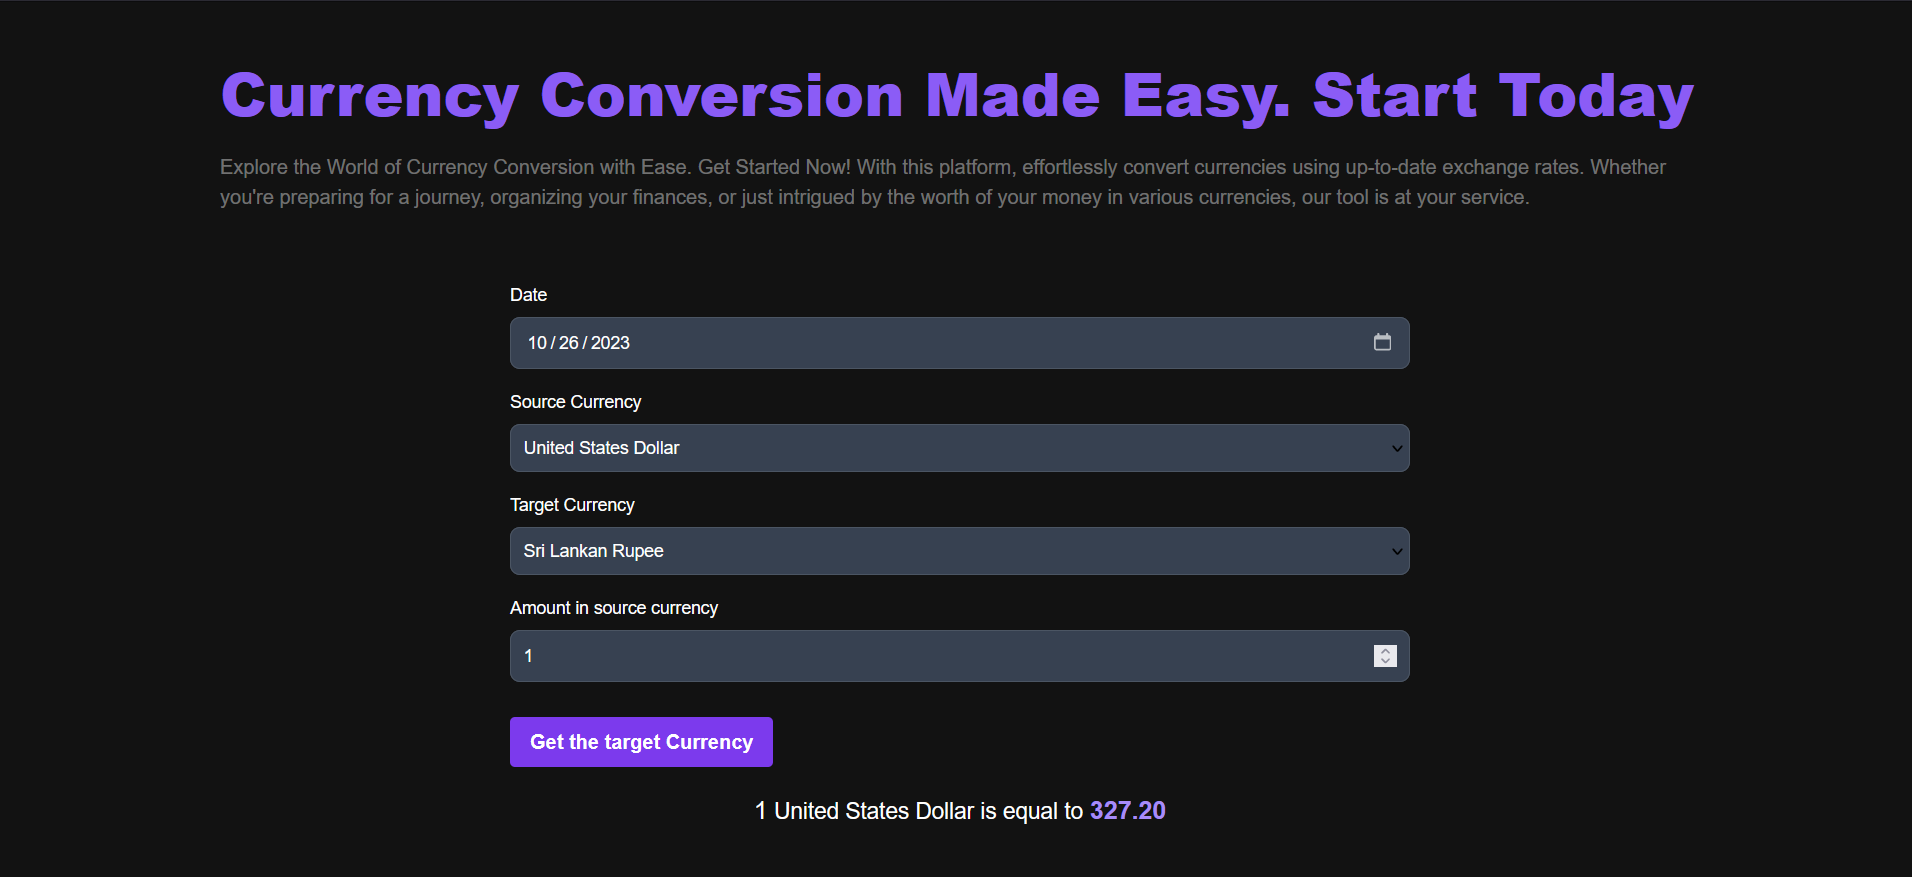 Currency Conversion Made Easy. Start Today
Explore the World of Currency Conversion with Ease. Get Started Now! With this platform, effortlessly convert currencies using up-to-date exchange rates. Whether
you're preparing for a journey, organizing your finances, or just intrigued by the worth of your money in various currencies, our tool is at your service.
Date
10 / 26 / 2023
Source Currency
United States Dollar
Target Currency
Sri Lankan Rupee
Amount in source currency
1
Get the target Currency
1 United States Dollar is equal to 327.20